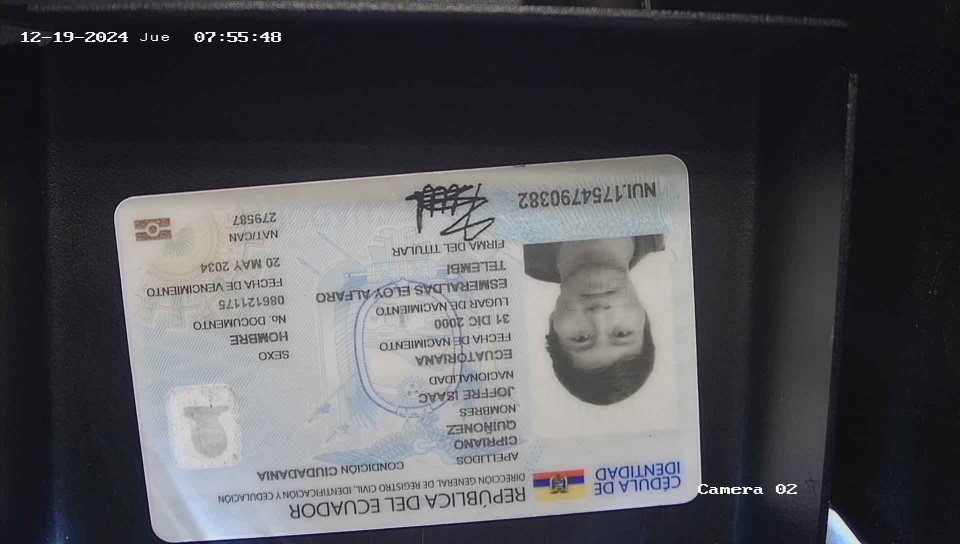 12-19-2024 Jue 07:55:48
CÉDULA DE IDENTIDAD
REPÚBLICA DEL ECUADOR
DIRECCIÓN GENERAL DE REGISTRO CIVIL, IDENTIFICACIÓN Y CEDULACIÓN
APELLIDOS
CONDICIÓN CIUDADANÍA
CIPRIANO
QUIÑONEZ
NOMBRES
JOFFRE ISAAC
NACIONALIDAD
ECUATORIANA
FECHA DE NACIMIENTO
31 DIC 2000
LUGAR DE NACIMIENTO
ESMERALDAS ELOY ALFARO
TELEMBI
FIRMA DEL TITULAR
SEXO
HOMBRE
No. DOCUMENTO
086121175
FECHA DE VENCIMIENTO
20 MAY 2034
NAT/CAN
279587
NUI.1754790382
Camera 02